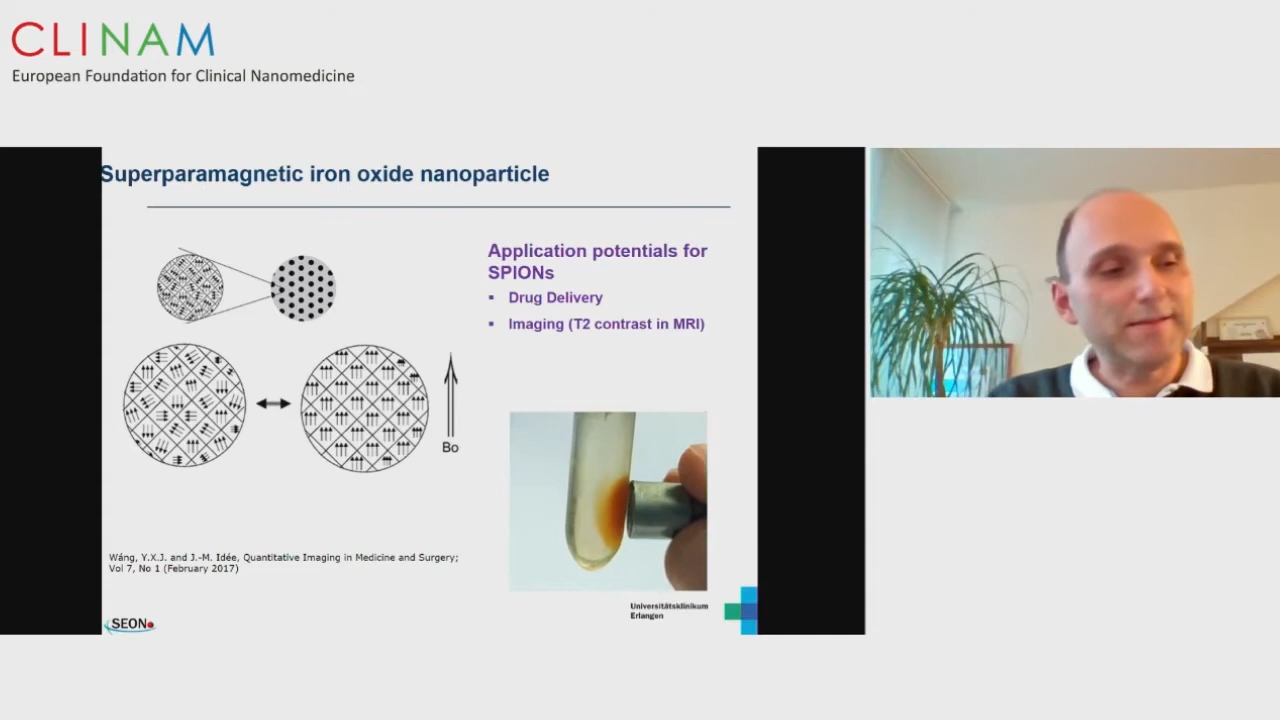 CLINAM
European Foundation for Clinical Nanomedicine
Superparamagnetic iron oxide nanoparticle
Application potentials for
SPIONs
▪ Drug Delivery
▪ Imaging (T2 contrast in MRI)
Bo
Wáng, Y.X.J. and J.-M. Idée, Quantitative Imaging in Medicine and Surgery;
Vol 7, No 1 (February 2017)
Universitätsklinikum
Erlangen
SEON